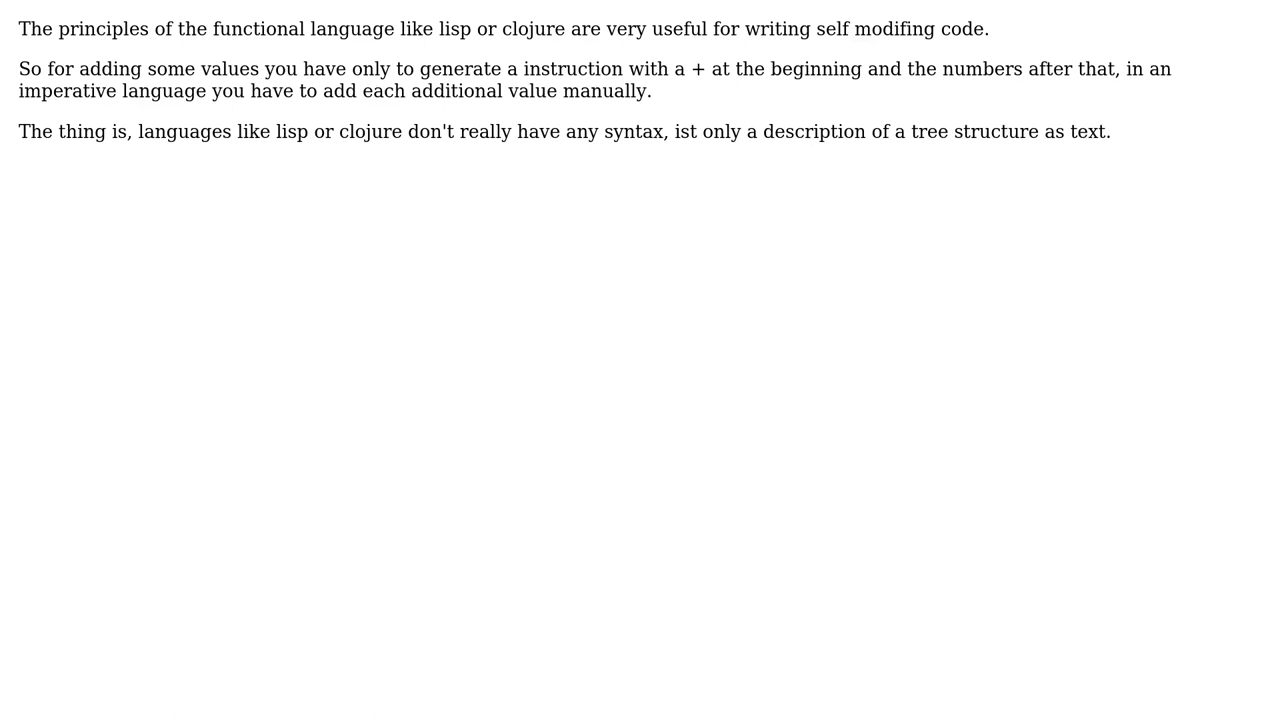 The principles of the functional language like lisp or clojure are very useful for writing self modifing code.
So for adding some values you have only to generate a instruction with a + at the beginning and the numbers after that, in an
imperative language you have to add each additional value manually.
The thing is, languages like lisp or clojure don't really have any syntax, ist only a description of a tree structure as text.